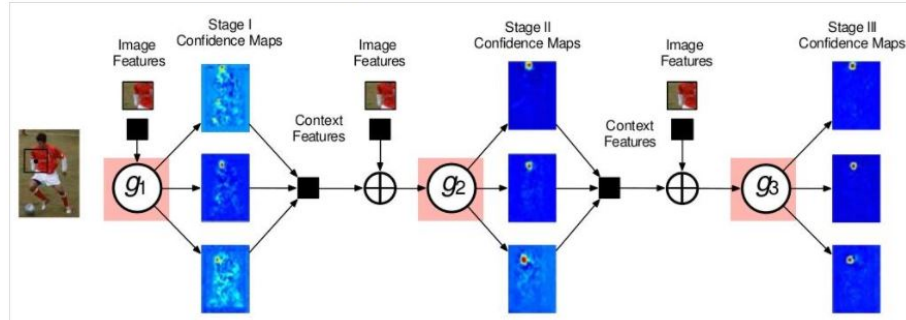 Stage I
Confidence Maps
Image
Features
g1
Context
Features
Image
Features
Stage II
Confidence Maps
g2
Context
Features
Image
Features
Stage III
Confidence Maps
g3